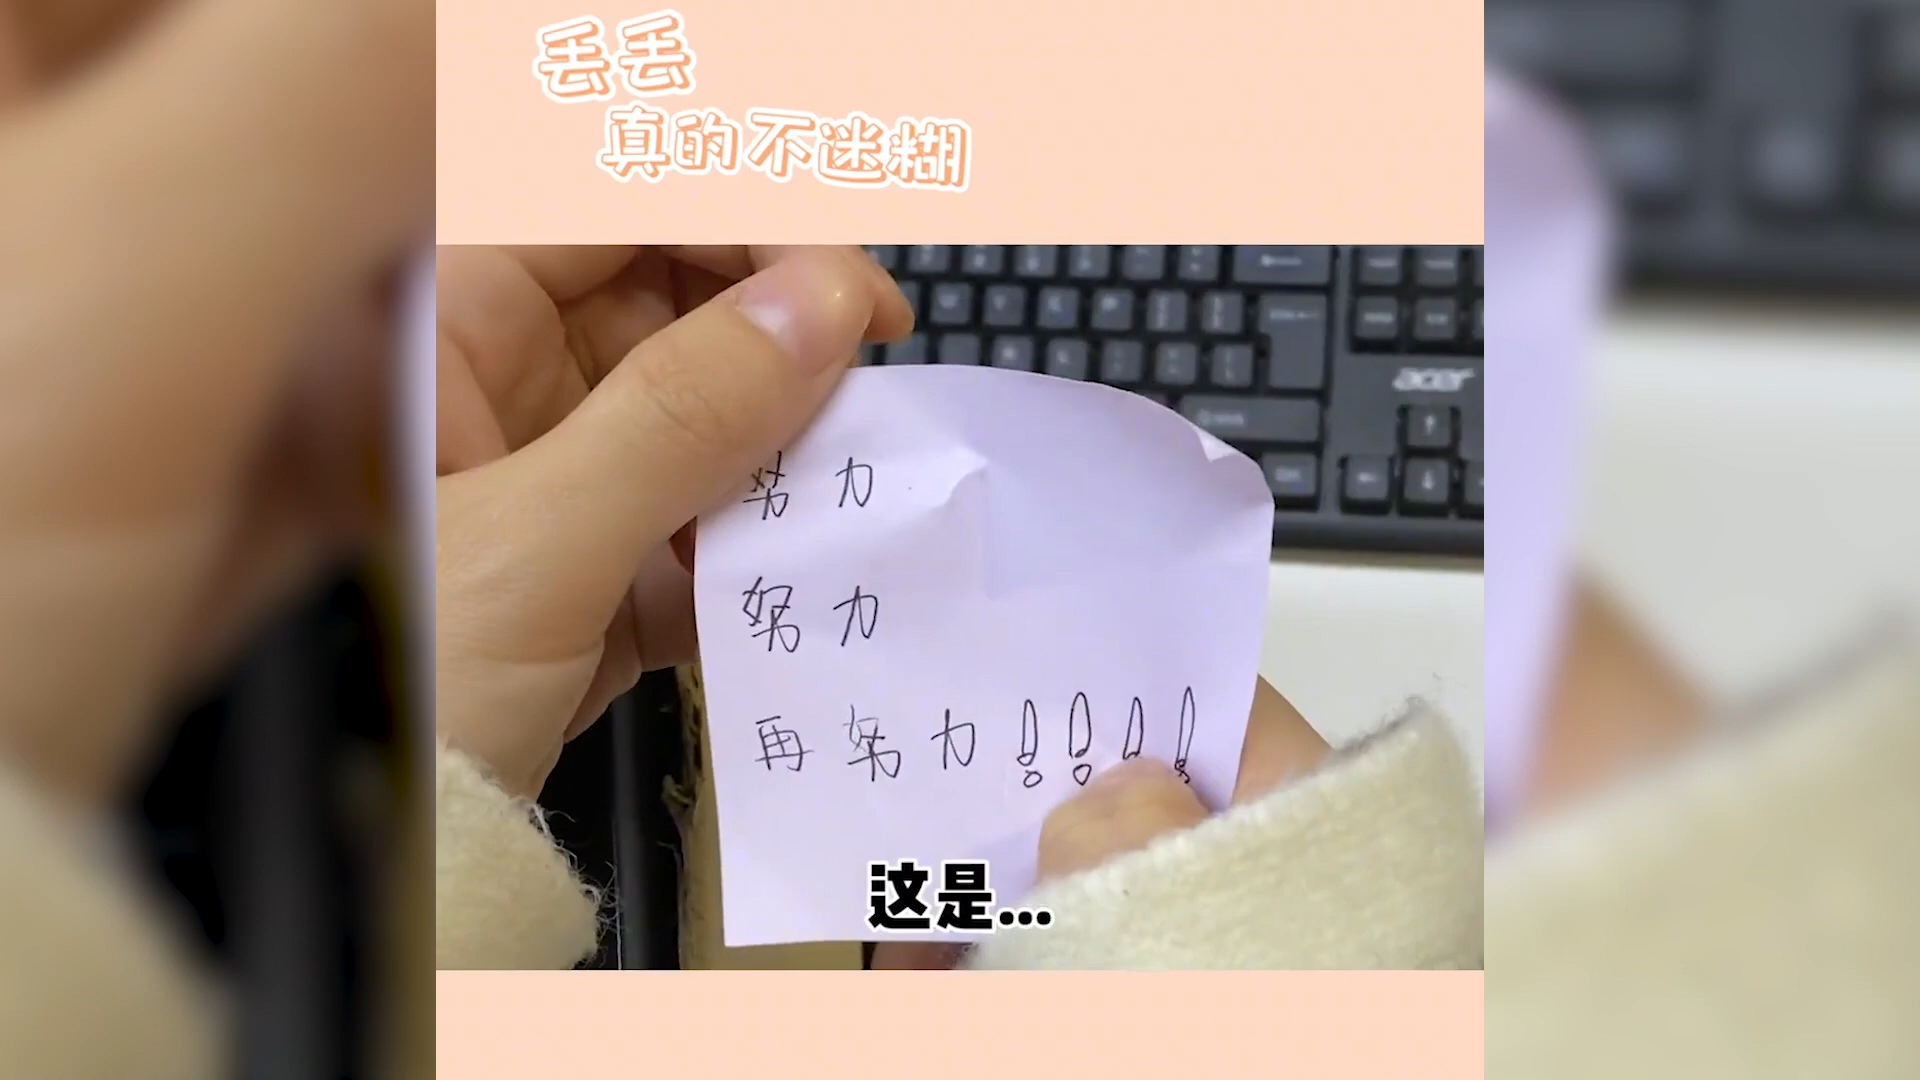 丢丢
真的不迷糊
acer
努力
努力
再努力！！！！
这是...